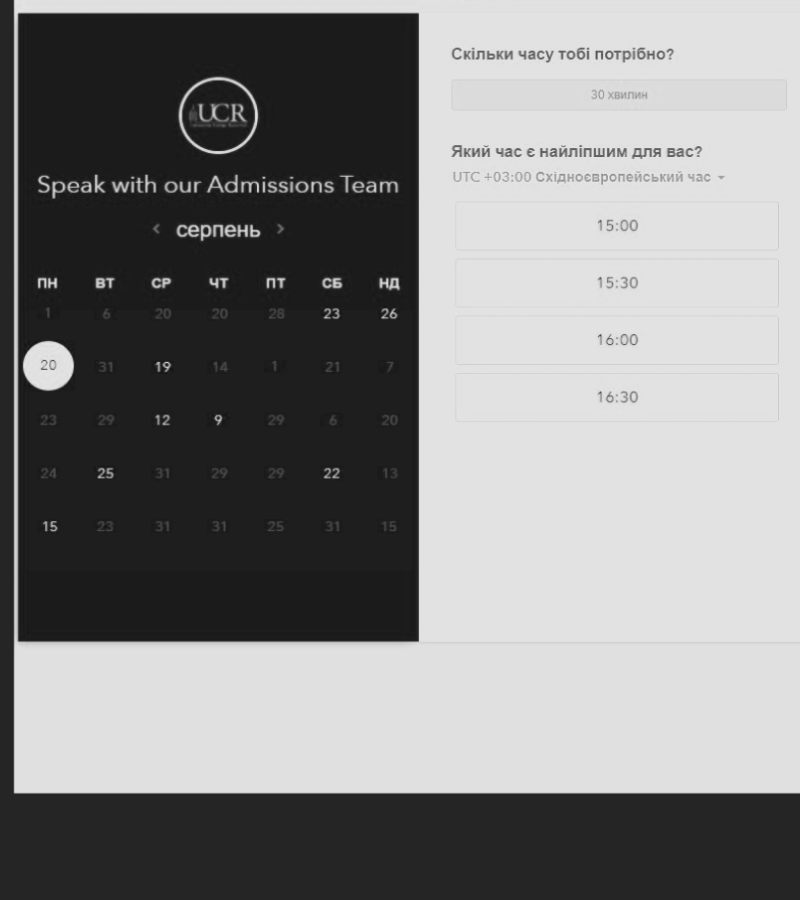 UCR
Speak with our Admissions Team
< серпень >
ПН ВТ СР ЧТ ПТ СБ НД
1 6 20 20 28 23 26
20 31 19 14 1 21 7
23 29 12 9 29 6 20
24 25 31 29 29 22 13
15 23 31 31 25 31 15
Скільки часу тобі потрібно?
30 хвилин
Який час є найліпшим для вас?
UTC +03:00 Східноєвропейський час
15:00
15:30
16:00
16:30